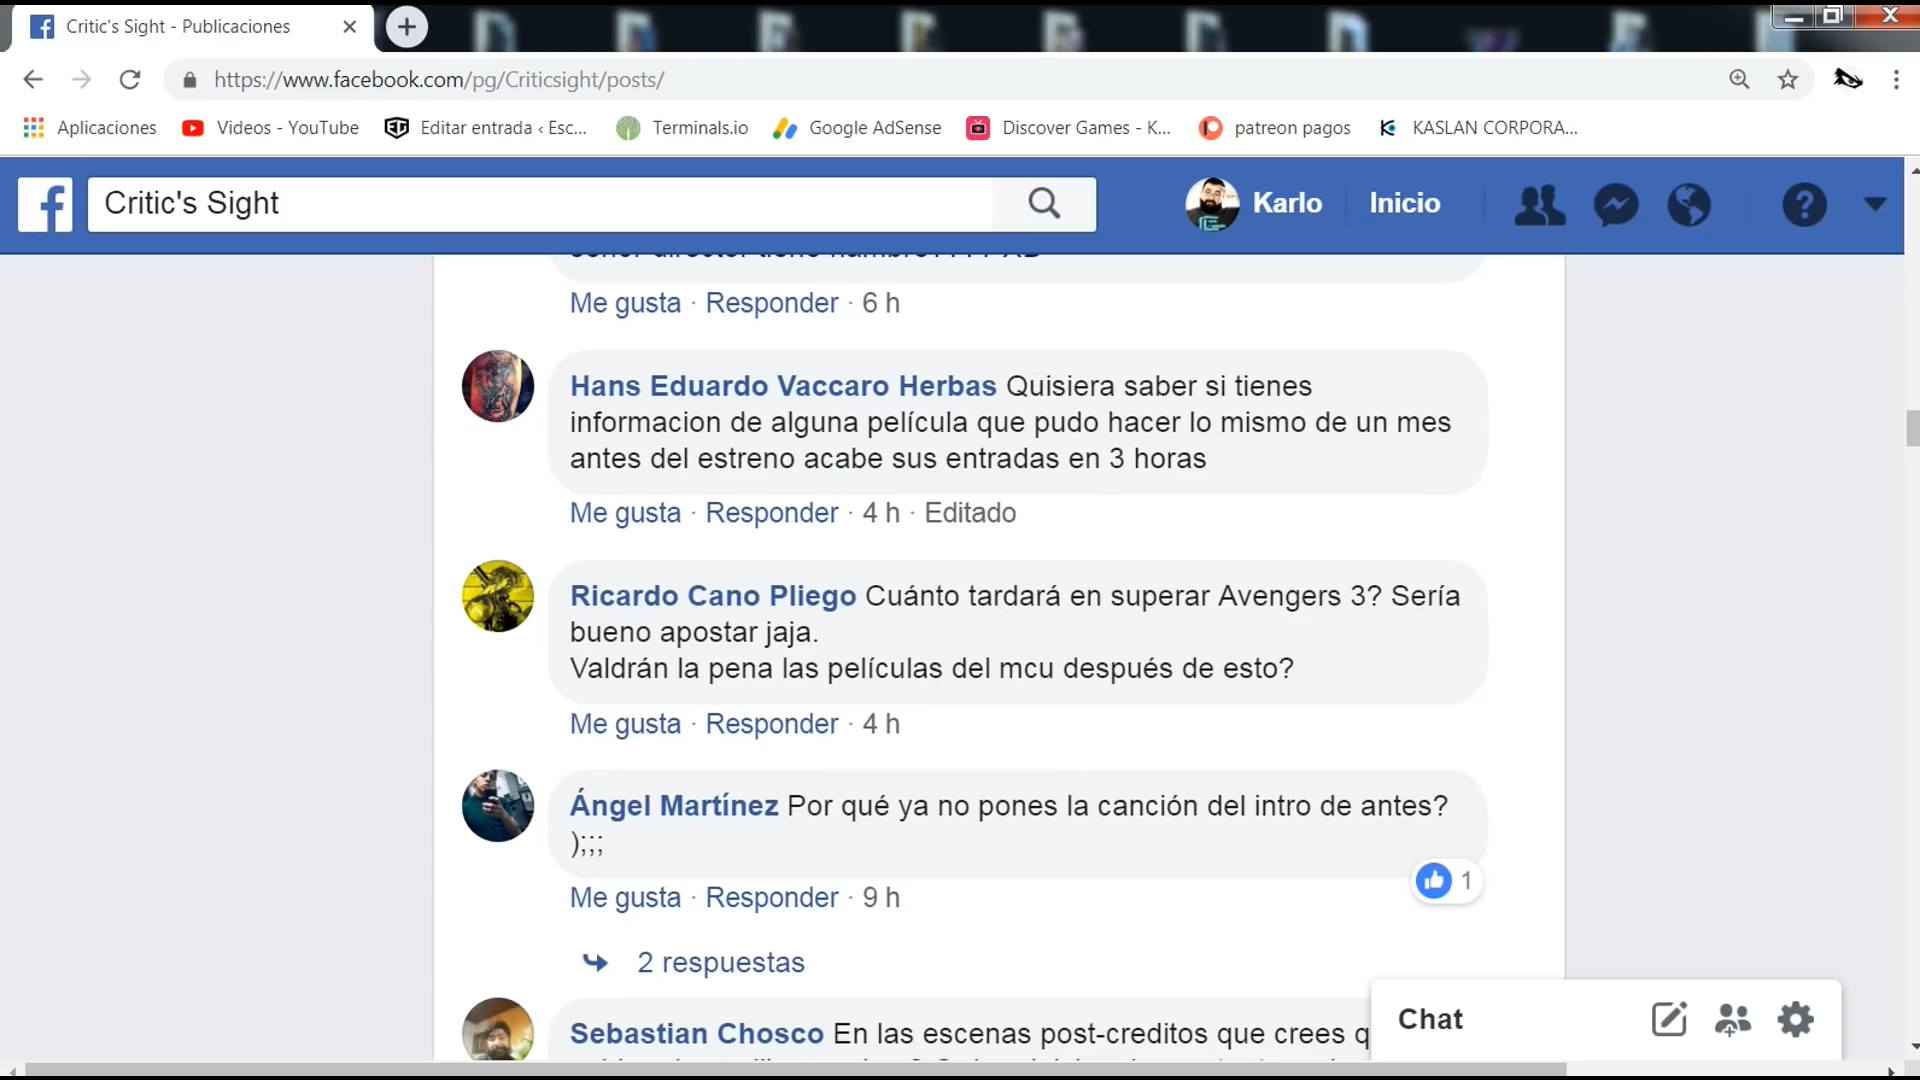 Critic's Sight - Publicaciones
https://www.facebook.com/pg/Criticsight/posts/
Aplicaciones Videos - YouTube Editar entrada ‹ Esc... Terminals.io Google AdSense Discover Games - K... patreon pagos KASLAN CORPORA...
Critic's Sight Karlo Inicio
Me gusta · Responder · 6 h
Hans Eduardo Vaccaro Herbas Quisiera saber si tienes
informacion de alguna película que pudo hacer lo mismo de un mes
antes del estreno acabe sus entradas en 3 horas
Me gusta · Responder · 4 h · Editado
Ricardo Cano Pliego Cuánto tardará en superar Avengers 3? Sería
bueno apostar jaja.
Valdrán la pena las películas del mcu después de esto?
Me gusta · Responder · 4 h
Ángel Martínez Por qué ya no pones la canción del intro de antes?
);;;
1
Me gusta · Responder · 9 h
2 respuestas
Sebastian Chosco En las escenas post-creditos que crees q
Chat